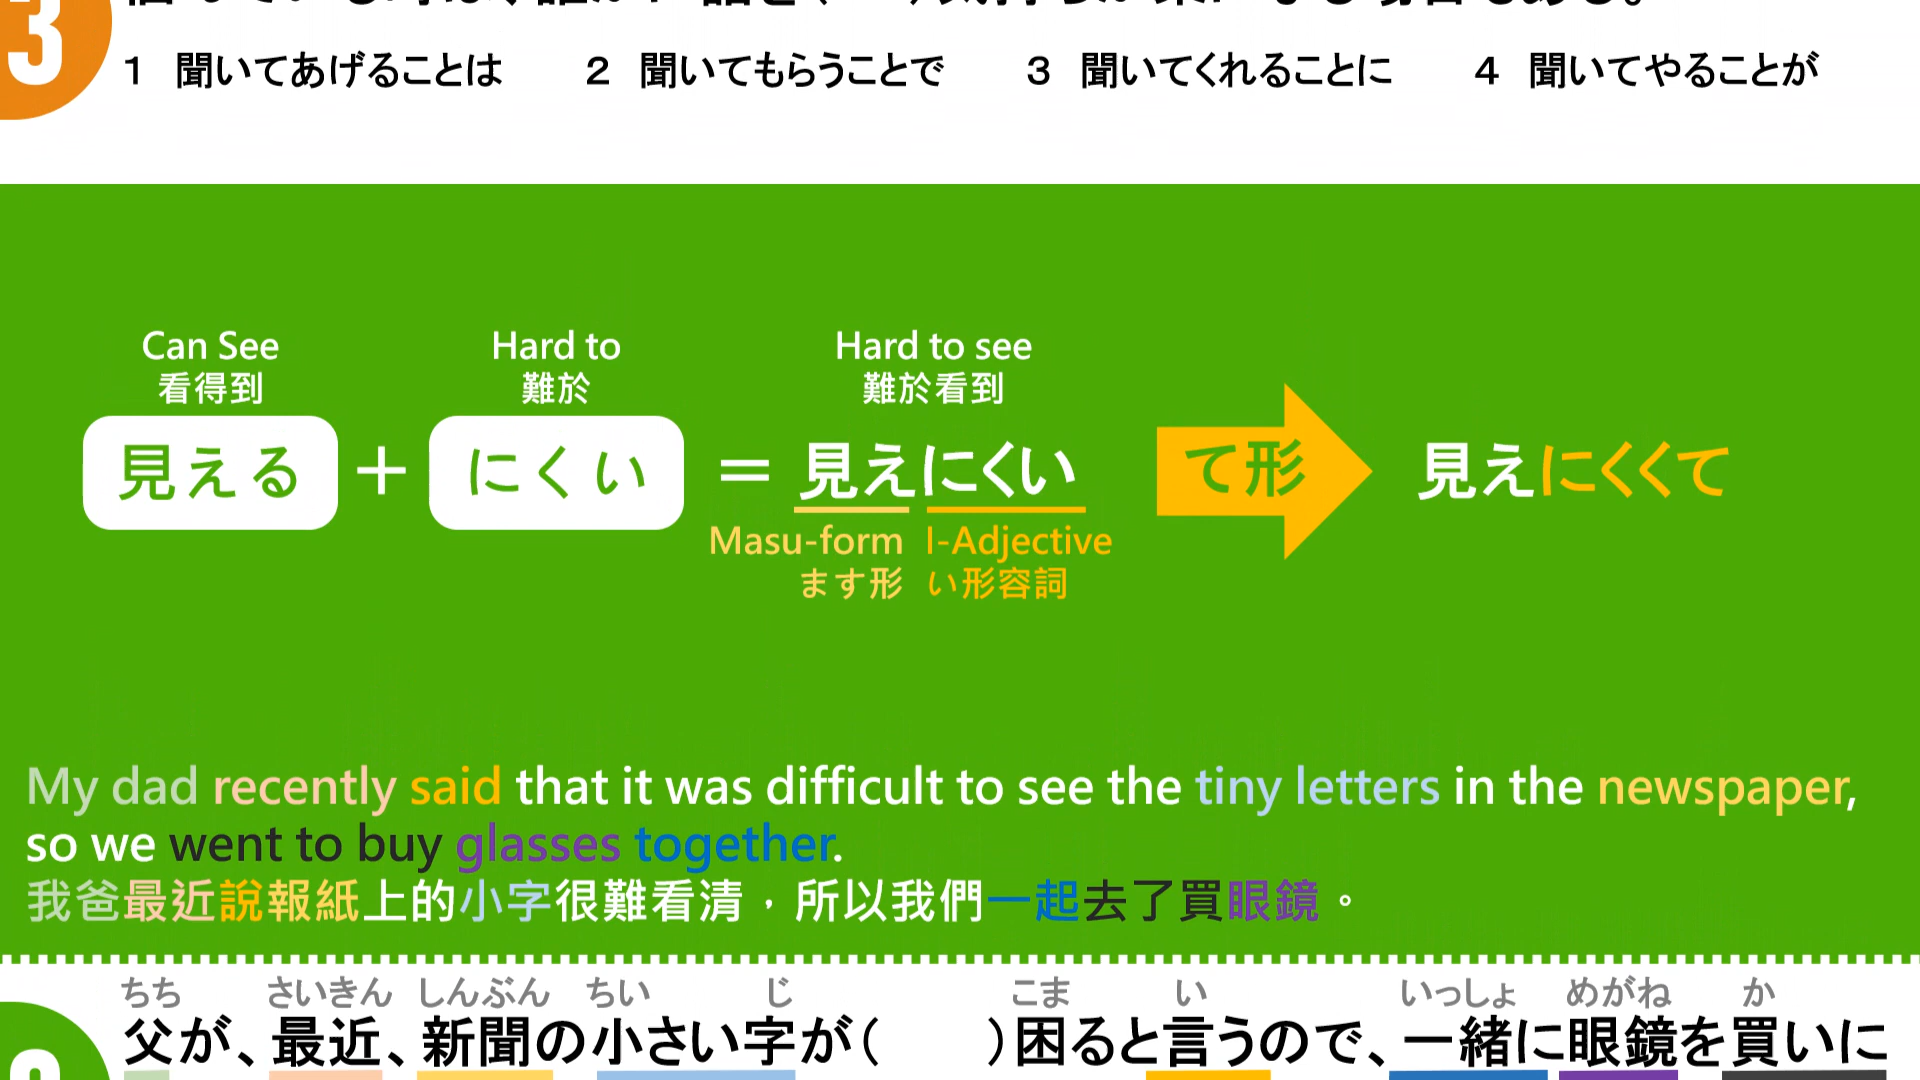 3
1 聞いてあげることは 2 聞いてもらうことで 3 聞いてくれることに 4 聞いてやることが
Can See Hard to Hard to see
看得到 難於 難於看到
見える + にくい = 見えにくい て形 見えにくくて
Masu-form I-Adjective
ます形 い形容詞
My dad recently said that it was difficult to see the tiny letters in the newspaper,
so we went to buy glasses together.
我爸最近說報紙上的小字很難看清，所以我們一起去了買眼鏡。
ちち さいきん しんぶん ちい じ こま い いっしょ めがね か
父が、最近、新聞の小さい字が( )困ると言うので、一緒に眼鏡を買いに